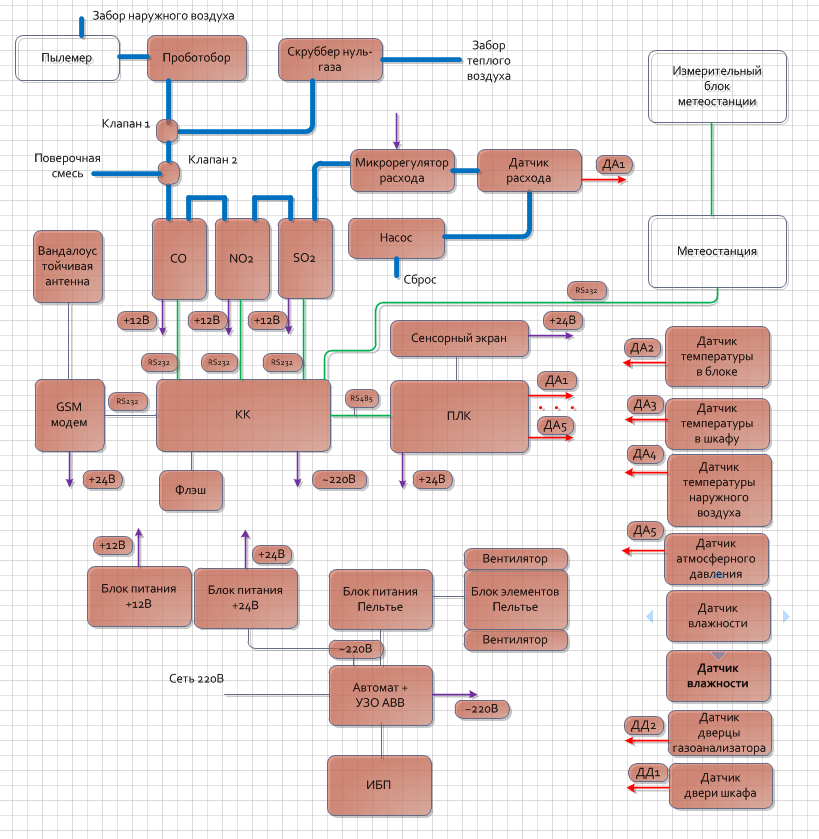 Забор наружного воздуха
Пылемер
Проботобор
Скруббер нуль-
газа
Забор
теплого
воздуха
Измерительный
блок
метеостанции
Клапан 1
Поверочная
смесь
Клапан 2
Микрорегулятор
расхода
Датчик
расхода
ДА1
Вандалоус
тойчивая
антенна
CO
NO2
SO2
Насос
Сброс
Метеостанция
RS232
+12В
+12В
+12В
Сенсорный экран
+24В
RS232
RS232
RS232
GSM
модем
RS232
КК
RS485
ПЛК
ДА1
. . .
ДА5
+24В
Флэш
~220В
+24В
ДА2
Датчик
температуры
в блоке
ДА3
Датчик
температуры
в шкафу
ДА4
Датчик
температуры
наружного
воздуха
ДА5
Датчик
атмосферного
давления
+12В
+24В
Блок питания
+12В
Блок питания
+24В
Блок питания
Пельтье
Вентилятор
Блок элементов
Пельтье
Вентилятор
Датчик
влажности
Датчик
влажности
~220В
Сеть 220В
Автомат +
УЗО АВВ
~220В
ИБП
ДД2
Датчик
дверцы
газоанализатора
ДД1
Датчик
двери шкафа